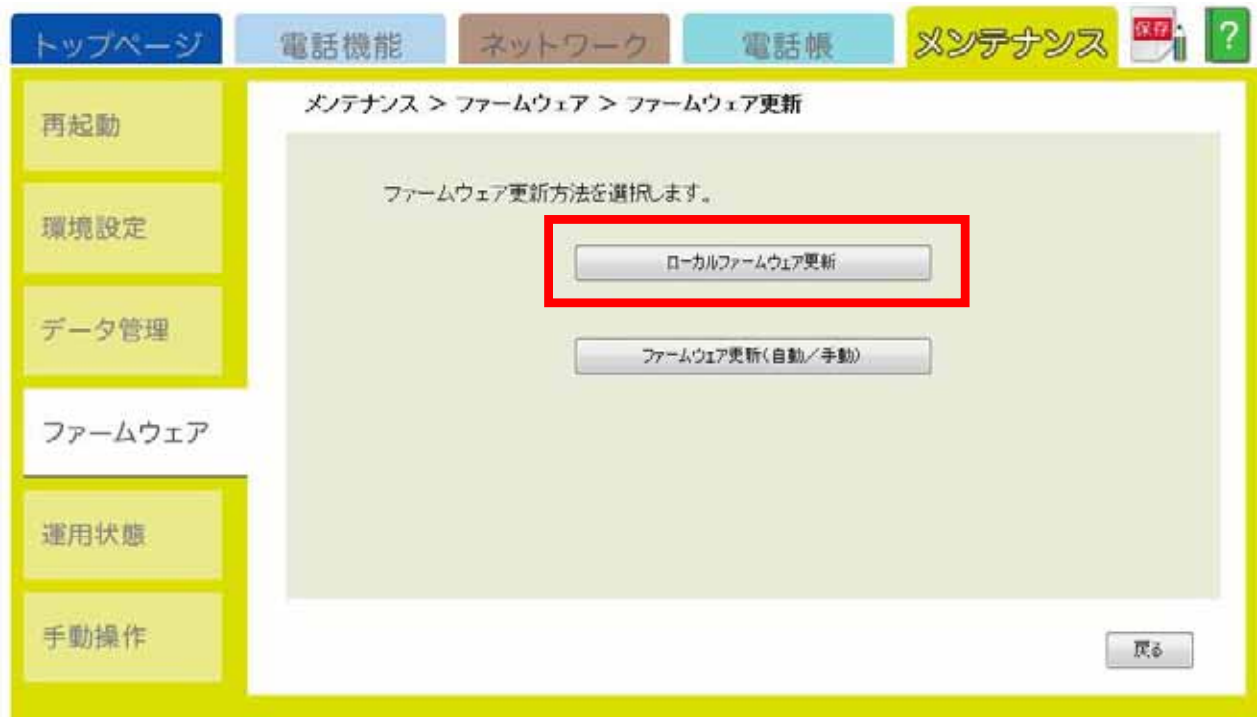 トップページ 電話機能 ネットワーク 電話帳 メンテナンス 保存 ?
メンテナンス > ファームウェア > ファームウェア更新
再起動
環境設定
データ管理
ファームウェア
運用状態
手動操作
ファームウェア更新方法を選択します。
ローカルファームウェア更新
ファームウェア更新(自動/手動)
戻る